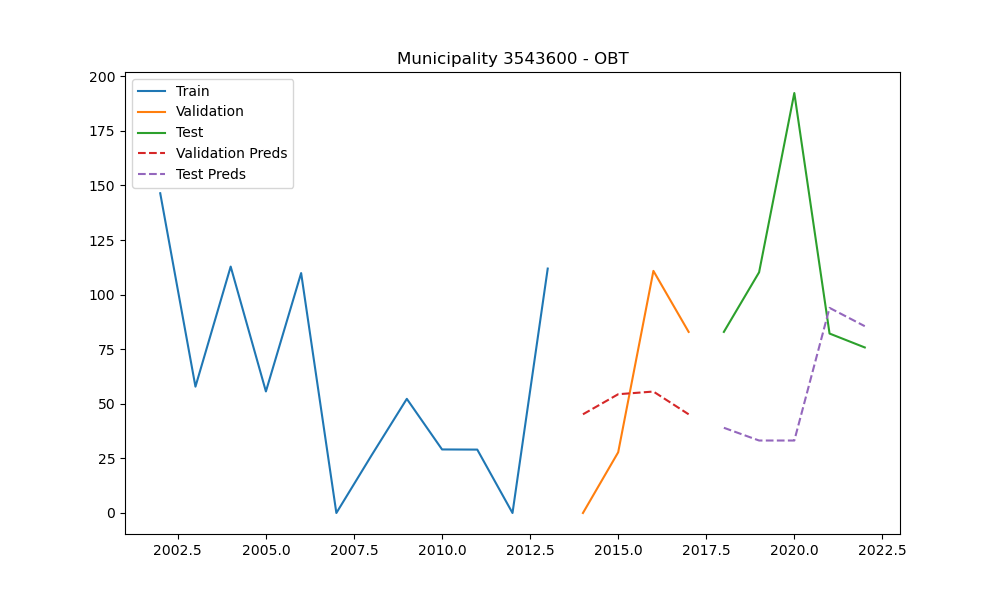 Municipality 3543600 - OBT
200
175
150
125
100
75
50
25
0
Train
Validation
Test
Validation Preds
Test Preds
2002.5 2005.0 2007.5 2010.0 2012.5 2015.0 2017.5 2020.0 2022.5